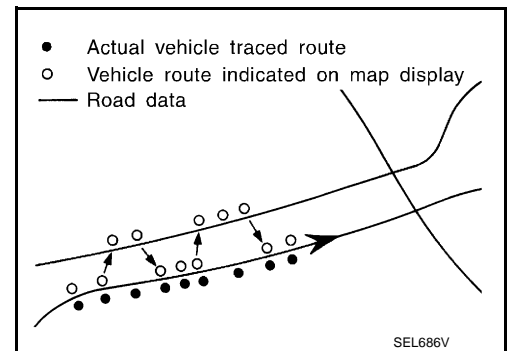 Actual vehicle traced route
Vehicle route indicated on map display
Road data
SEL686V